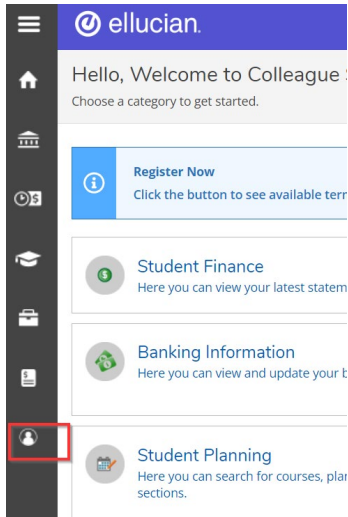 ellucian.
Hello, Welcome to Colleague
Choose a category to get started.
Register Now
Click the button to see available
Student Finance
Here you can view your latest
Banking Information
Here you can view and update your
Student Planning
Here you can search for courses,
sections.